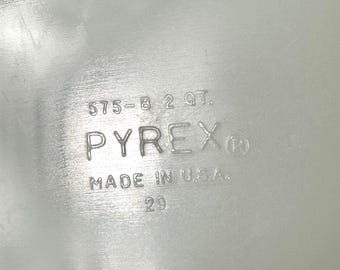 575-B 2 QT.
PYREX ®
MADE IN U.S.A.
29